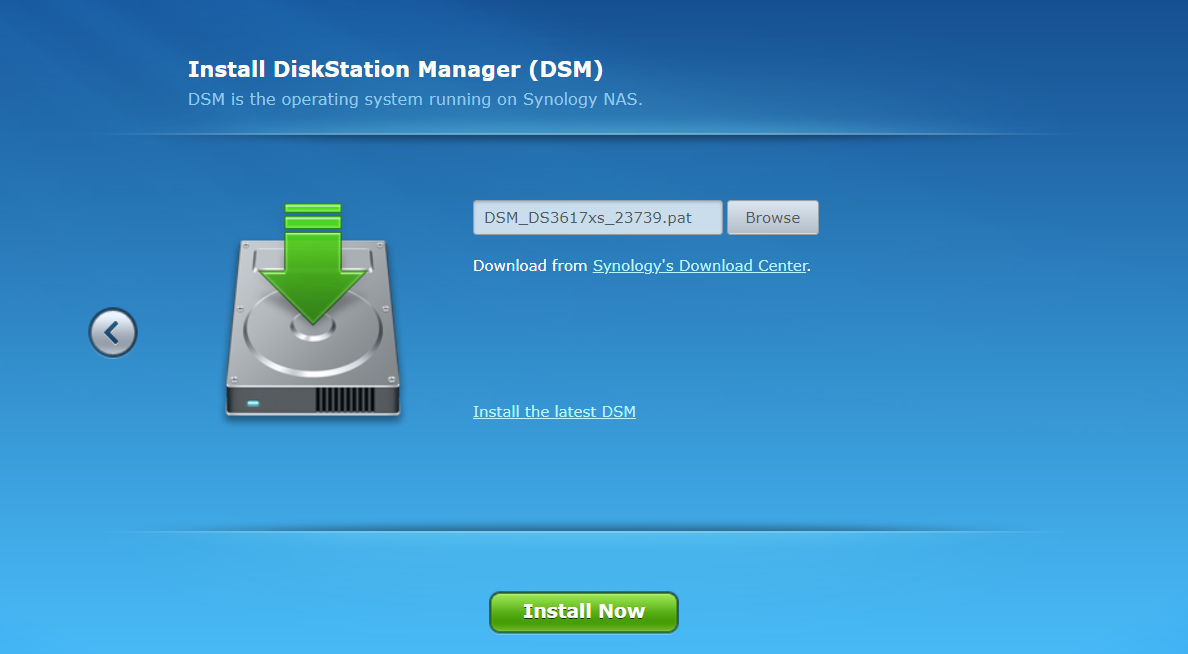 Install DiskStation Manager (DSM)
DSM is the operating system running on Synology NAS.
DSM_DS3617xs_23739.pat
Browse
Download from Synology's Download Center.
Install the latest DSM
Install Now